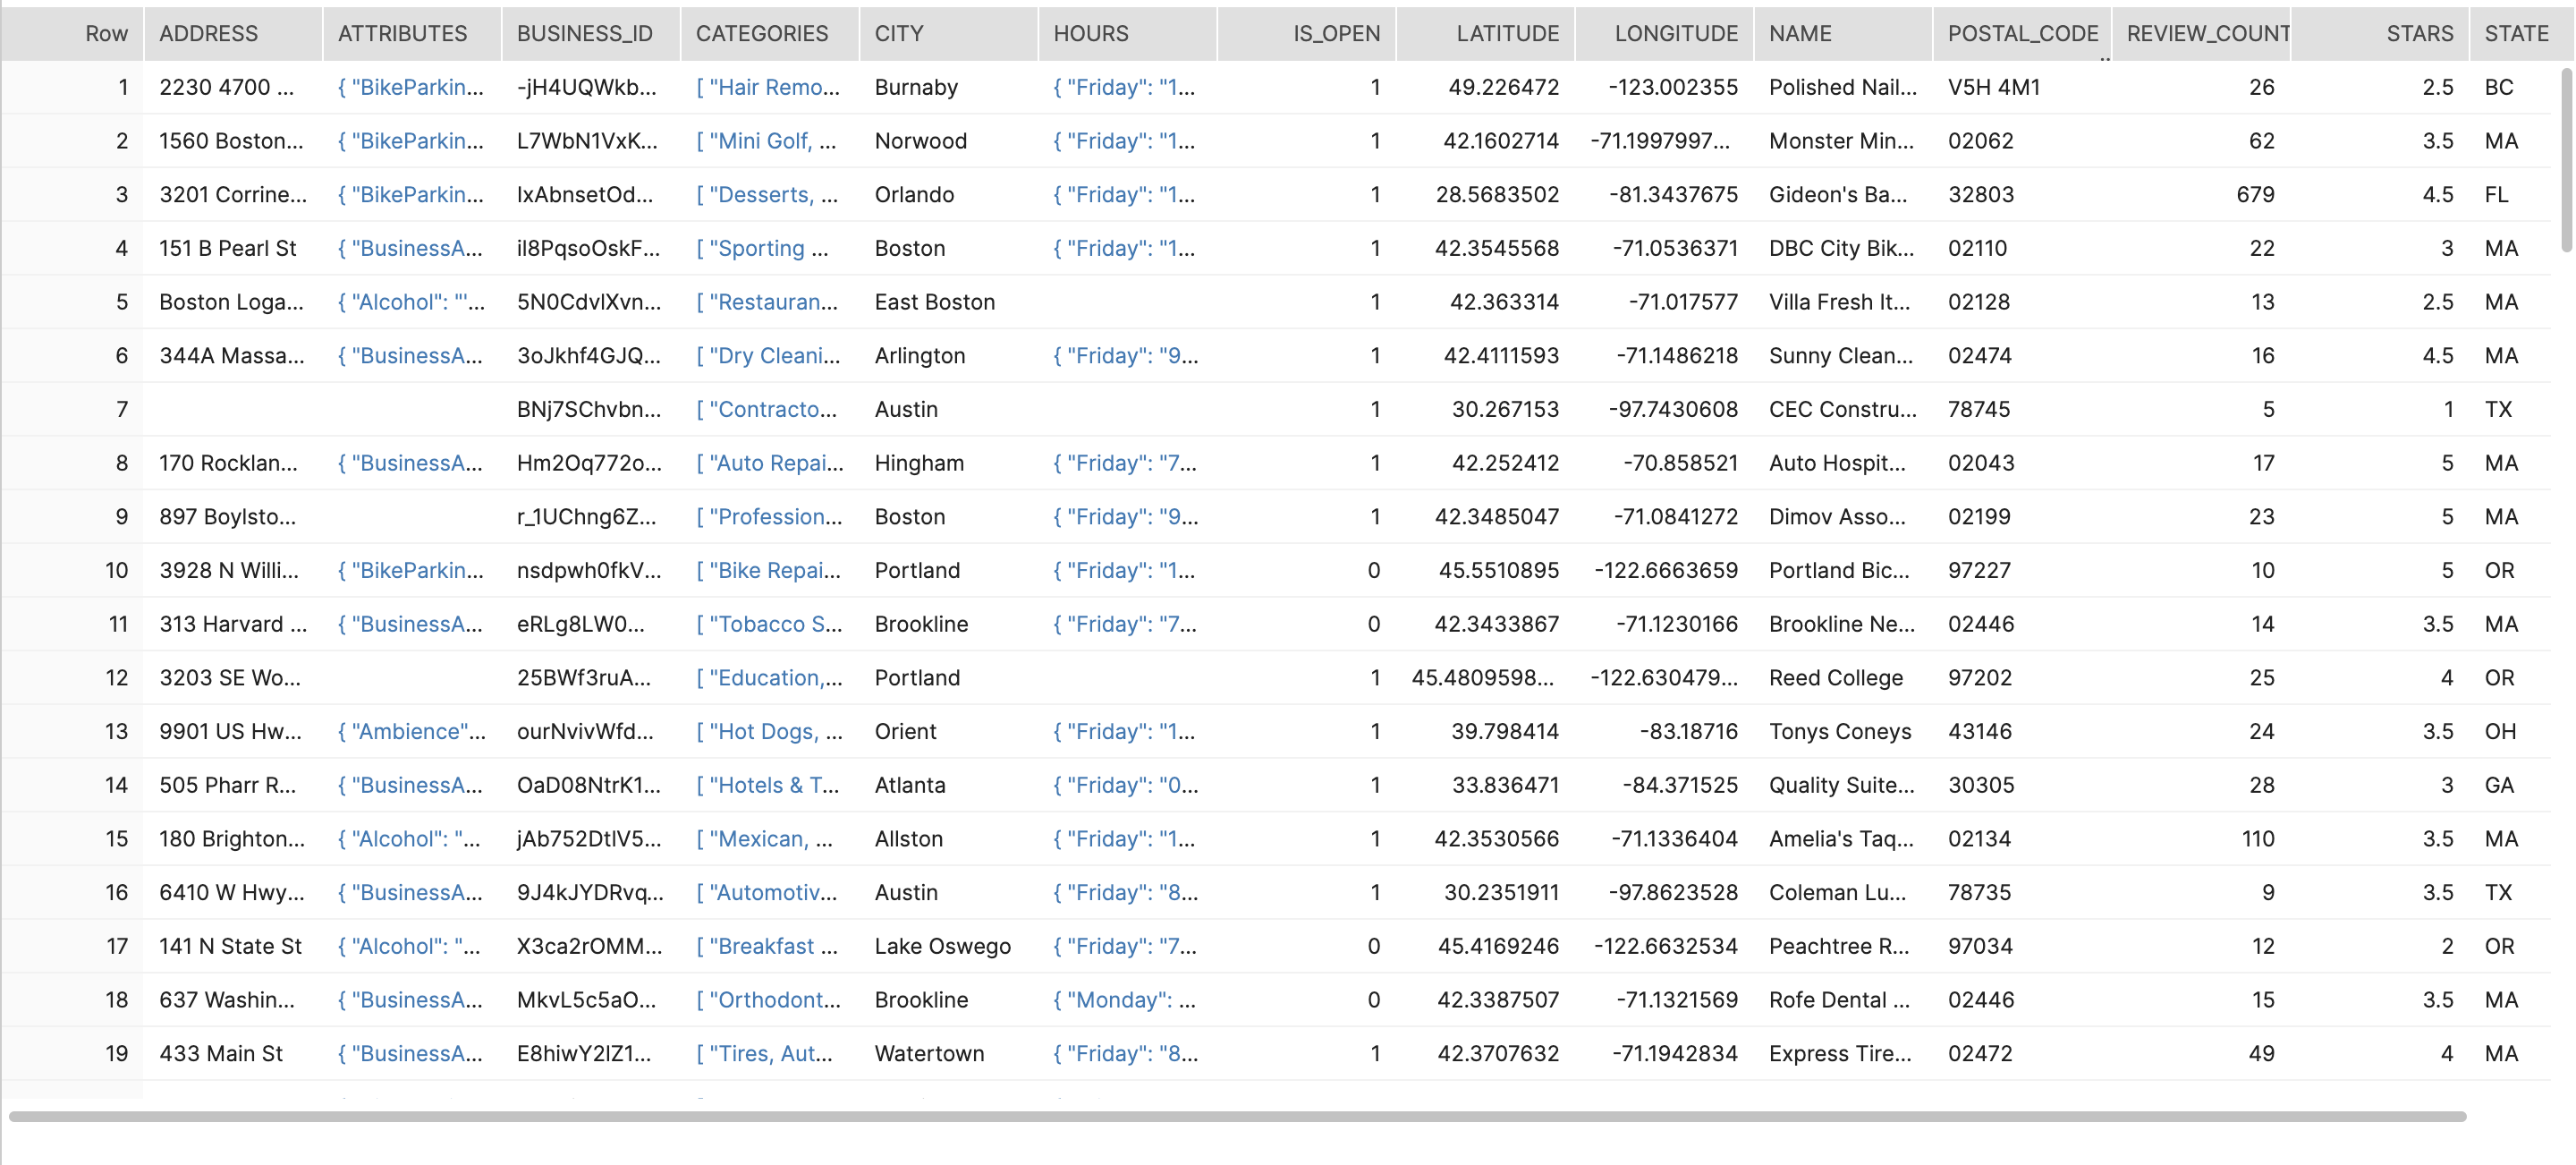 Row ADDRESS ATTRIBUTES BUSINESS_ID CATEGORIES CITY HOURS IS_OPEN LATITUDE LONGITUDE NAME POSTAL_CODE REVIEW_COUNT STARS STATE
1 2230 4700 ... { "BikeParkin... -jH4UQWkb... [ "Hair Remo... Burnaby { "Friday": "1... 1 49.226472 -123.002355 Polished Nail... V5H 4M1 26 2.5 BC
2 1560 Boston... { "BikeParkin... L7WbN1VxK... [ "Mini Golf, ... Norwood { "Friday": "1... 1 42.1602714 -71.1997997... Monster Min... 02062 62 3.5 MA
3 3201 Corrine... { "BikeParkin... IxAbnsetOd... [ "Desserts, ... Orlando { "Friday": "1... 1 28.5683502 -81.3437675 Gideon's Ba... 32803 679 4.5 FL
4 151 B Pearl St { "BusinessA... il8PqsoOskF... [ "Sporting ... Boston { "Friday": "1... 1 42.3545568 -71.0536371 DBC City Bik... 02110 22 3 MA
5 Boston Loga... { "Alcohol": "'... 5N0CdvlXvn... [ "Restauran... East Boston 1 42.363314 -71.017577 Villa Fresh It... 02128 13 2.5 MA
6 344A Massa... { "BusinessA... 3oJkhf4GJQ... [ "Dry Cleani... Arlington { "Friday": "9... 1 42.4111593 -71.1486218 Sunny Clean... 02474 16 4.5 MA
7 BNj7SChvbn... [ "Contracto... Austin 1 30.267153 -97.7430608 CEC Constru... 78745 5 1 TX
8 170 Rocklan... { "BusinessA... Hm2Oq772o... [ "Auto Repai... Hingham { "Friday": "7... 1 42.252412 -70.858521 Auto Hospit... 02043 17 5 MA
9 897 Boylsto... r_1UChng6Z... [ "Profession... Boston { "Friday": "9... 1 42.3485047 -71.0841272 Dimov Asso... 02199 23 5 MA
10 3928 N Willi... { "BikeParkin... nsdpwh0fkV... [ "Bike Repai... Portland { "Friday": "1... 0 45.5510895 -122.6663659 Portland Bic... 97227 10 5 OR
11 313 Harvard ... { "BusinessA... eRLg8LW0... [ "Tobacco S... Brookline { "Friday": "7... 0 42.3433867 -71.1230166 Brookline Ne... 02446 14 3.5 MA
12 3203 SE Wo... 25BWf3ruA... [ "Education,... Portland 1 45.4809598... -122.630479... Reed College 97202 25 4 OR
13 9901 US Hw... { "Ambience"... ourNvivWfd... [ "Hot Dogs, ... Orient { "Friday": "1... 1 39.798414 -83.18716 Tonys Coneys 43146 24 3.5 OH
14 505 Pharr R... { "BusinessA... OaD08NtrK1... [ "Hotels & T... Atlanta { "Friday": "0... 1 33.836471 -84.371525 Quality Suite... 30305 28 3 GA
15 180 Brighton... { "Alcohol": "... jAb752DtlV5... [ "Mexican, ... Allston { "Friday": "1... 1 42.3530566 -71.1336404 Amelia's Taq... 02134 110 3.5 MA
16 6410 W Hwy... { "BusinessA... 9J4kJYDRvq... [ "Automotiv... Austin { "Friday": "8... 1 30.2351911 -97.8623528 Coleman Lu... 78735 9 3.5 TX
17 141 N State St { "Alcohol": "... X3ca2rOMM... [ "Breakfast ... Lake Oswego { "Friday": "7... 0 45.4169246 -122.6632534 Peachtree R... 97034 12 2 OR
18 637 Washin... { "BusinessA... MkvL5c5aO... [ "Orthodont... Brookline { "Monday": ... 0 42.3387507 -71.1321569 Rofe Dental ... 02446 15 3.5 MA
19 433 Main St { "BusinessA... E8hiwY2lZ1... [ "Tires, Aut... Watertown { "Friday": "8... 1 42.3707632 -71.1942834 Express Tire... 02472 49 4 MA